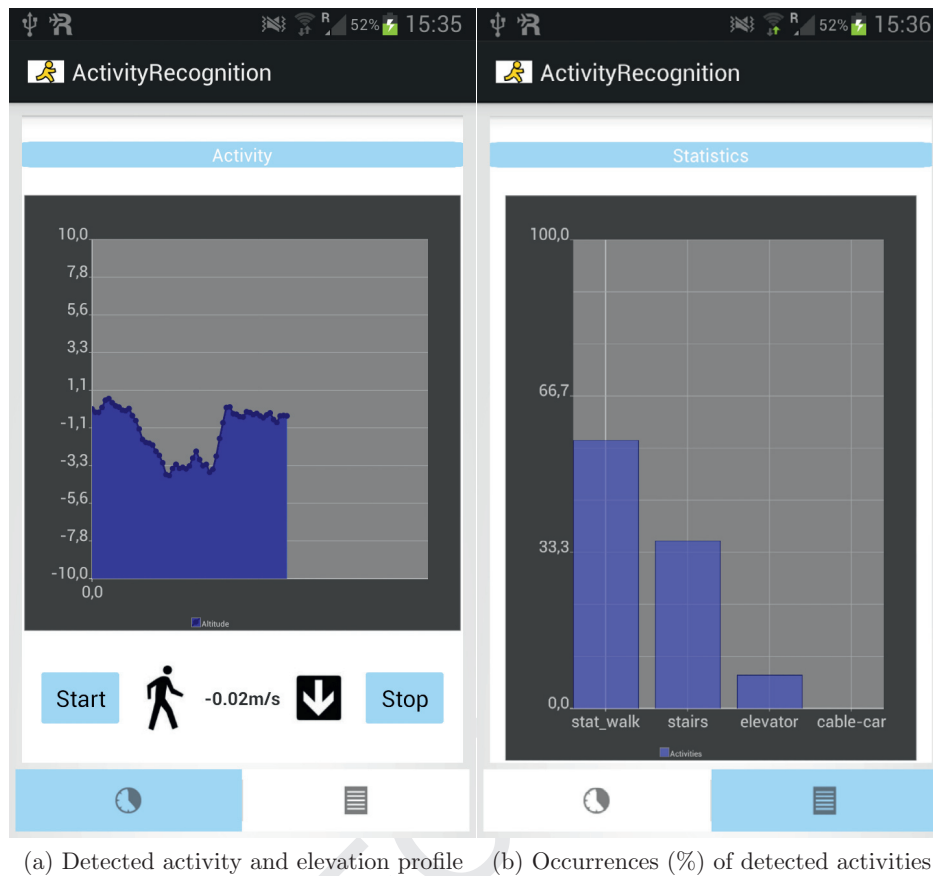 R 52% 15:35
ActivityRecognition
Activity
10,0
7,8
5,6
3,3
1,1
-1,1
-3,3
-5,6
-7,8
-10,0
0,0
Altitude
Start -0.02m/s Stop
R 52% 15:36
ActivityRecognition
Statistics
100,0
66,7
33,3
0,0
stat_walk stairs elevator cable-car
Activities
(a) Detected activity and elevation profile
(b) Occurrences (%) of detected activities